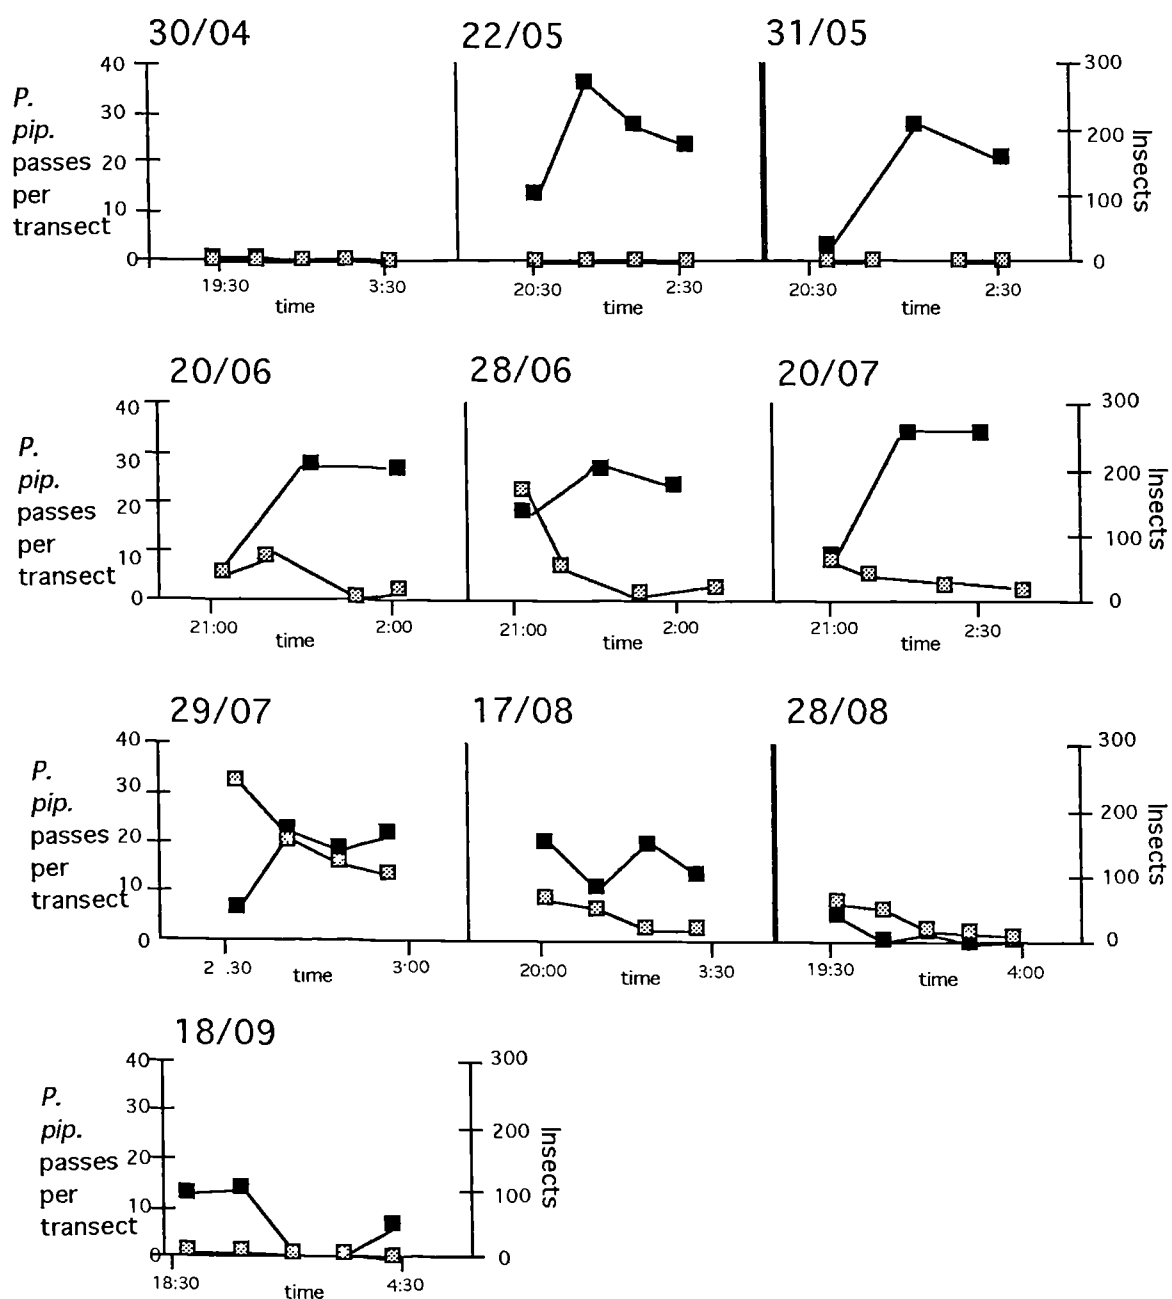 30/04 22/05 31/05
P.
pip.
passes
per
transect
40
30
20
10
0
300
200
100
0
Insects
19:30 3:30 20:30 2:30 20:30 2:30
time time time
20/06 28/06 20/07
P.
pip.
passes
per
transect
40
30
20
10
0
300
200
100
0
Insects
21:00 2:00 21:00 2:00 21:00 2:30
time time time
29/07 17/08 28/08
P.
pip.
passes
per
transect
40
30
20
10
0
300
200
100
0
Insects
2 .30 3:00 20:00 3:30 19:30 4:00
time time time
18/09
P.
pip.
passes
per
transect
40
30
20
10
0
300
200
100
0
Insects
18:30 4:30
time